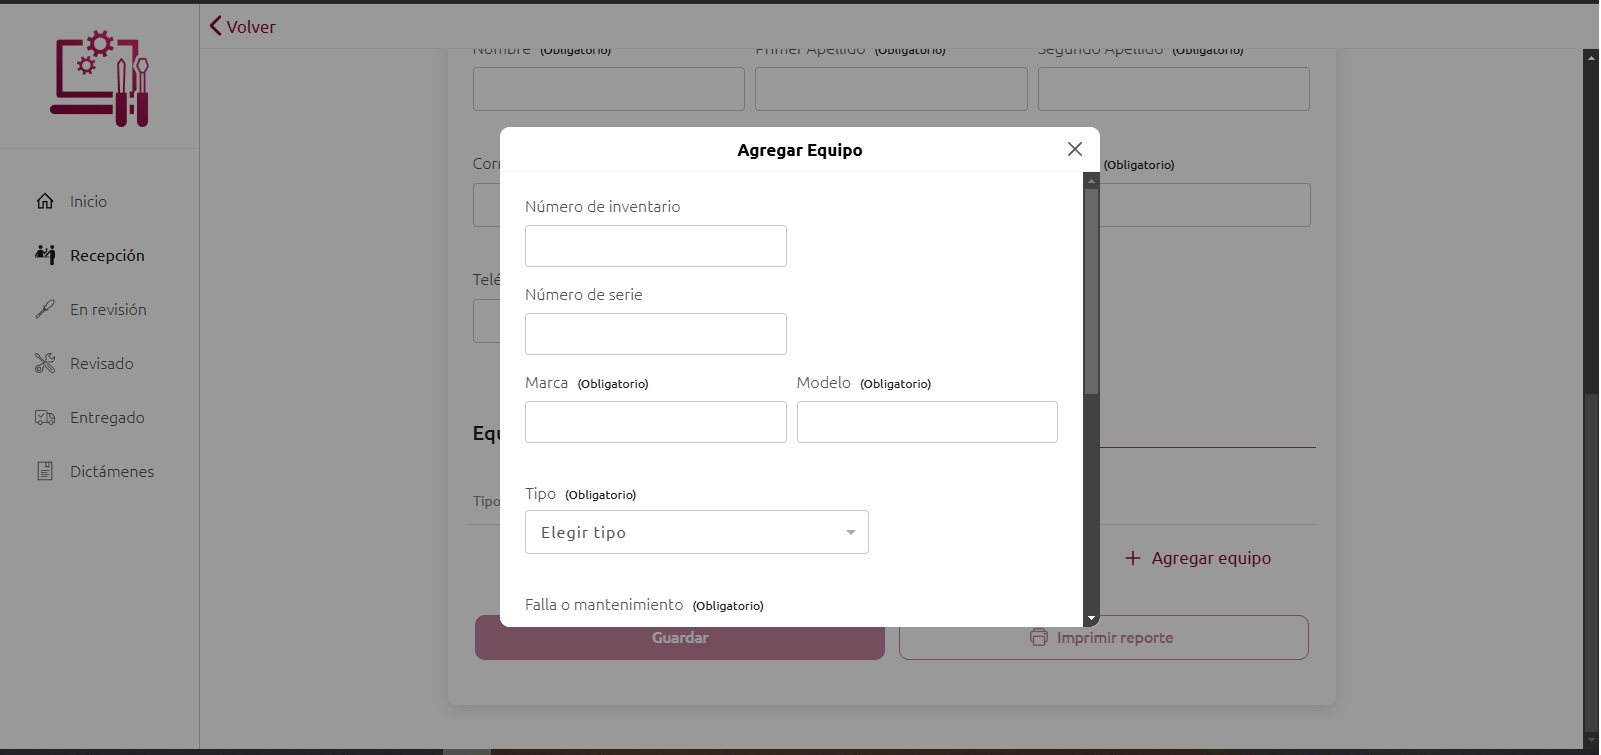 Volver
Nombre (Obligatorio) Primer Apellido (Obligatorio) Segundo Apellido (Obligatorio)
Agregar Equipo
(Obligatorio)
Inicio
Número de inventario
Recepción
Número de serie
En revisión
Revisado
Marca (Obligatorio) Modelo (Obligatorio)
Entregado
Dictámenes
Tipo (Obligatorio)
Tipo
Elegir tipo
Agregar equipo
Falla o mantenimiento (Obligatorio)
Guardar
Imprimir reporte